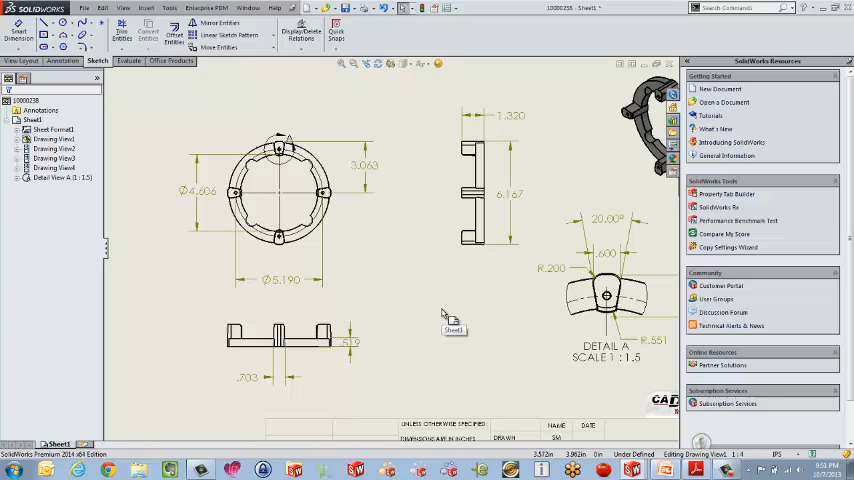 SOLIDWORKS File Edit View Insert Tools Enterprise PDM Window Help 10000238 - Sheet1 * Search Commands
Smart Dimension
Trim Entities
Convert Entities
Offset Entities
Mirror Entities
Linear Sketch Pattern
Move Entities
Display/Delete Relations
Quick Snaps
View Layout Annotation Sketch Evaluate Office Products
SolidWorks Resources
10000238
Annotations
Sheet1
Sheet Format1
Drawing View1
Drawing View2
Drawing View3
Drawing View4
Detail View A (1 : 1.5)
A
3.063
Ø4.606
Ø5.190
1.320
6.167
.519
.703
20.00°
.600
R.200
R.551
DETAIL A
SCALE 1 : 1.5
Sheet1
UNLESS OTHERWISE SPECIFIED:
DIMENSIONS ARE IN INCHES
NAME DATE
DRAWN SM
Getting Started
New Document
Open a Document
Tutorials
What's New
Introducing SolidWorks
General Information
SolidWorks Tools
Property Tab Builder
SolidWorks Rx
Performance Benchmark Test
Compare My Score
Copy Settings Wizard
Community
Customer Portal
User Groups
Discussion Forum
Technical Alerts & News
Online Resources
Partner Solutions
Subscription Services
Subscription Services
Sheet1
SolidWorks Premium 2014 x64 Edition 3.572in 3.962in 0in Under Defined Editing Drawing View1 1 : 4 IPS
9:51 PM
10/7/2013